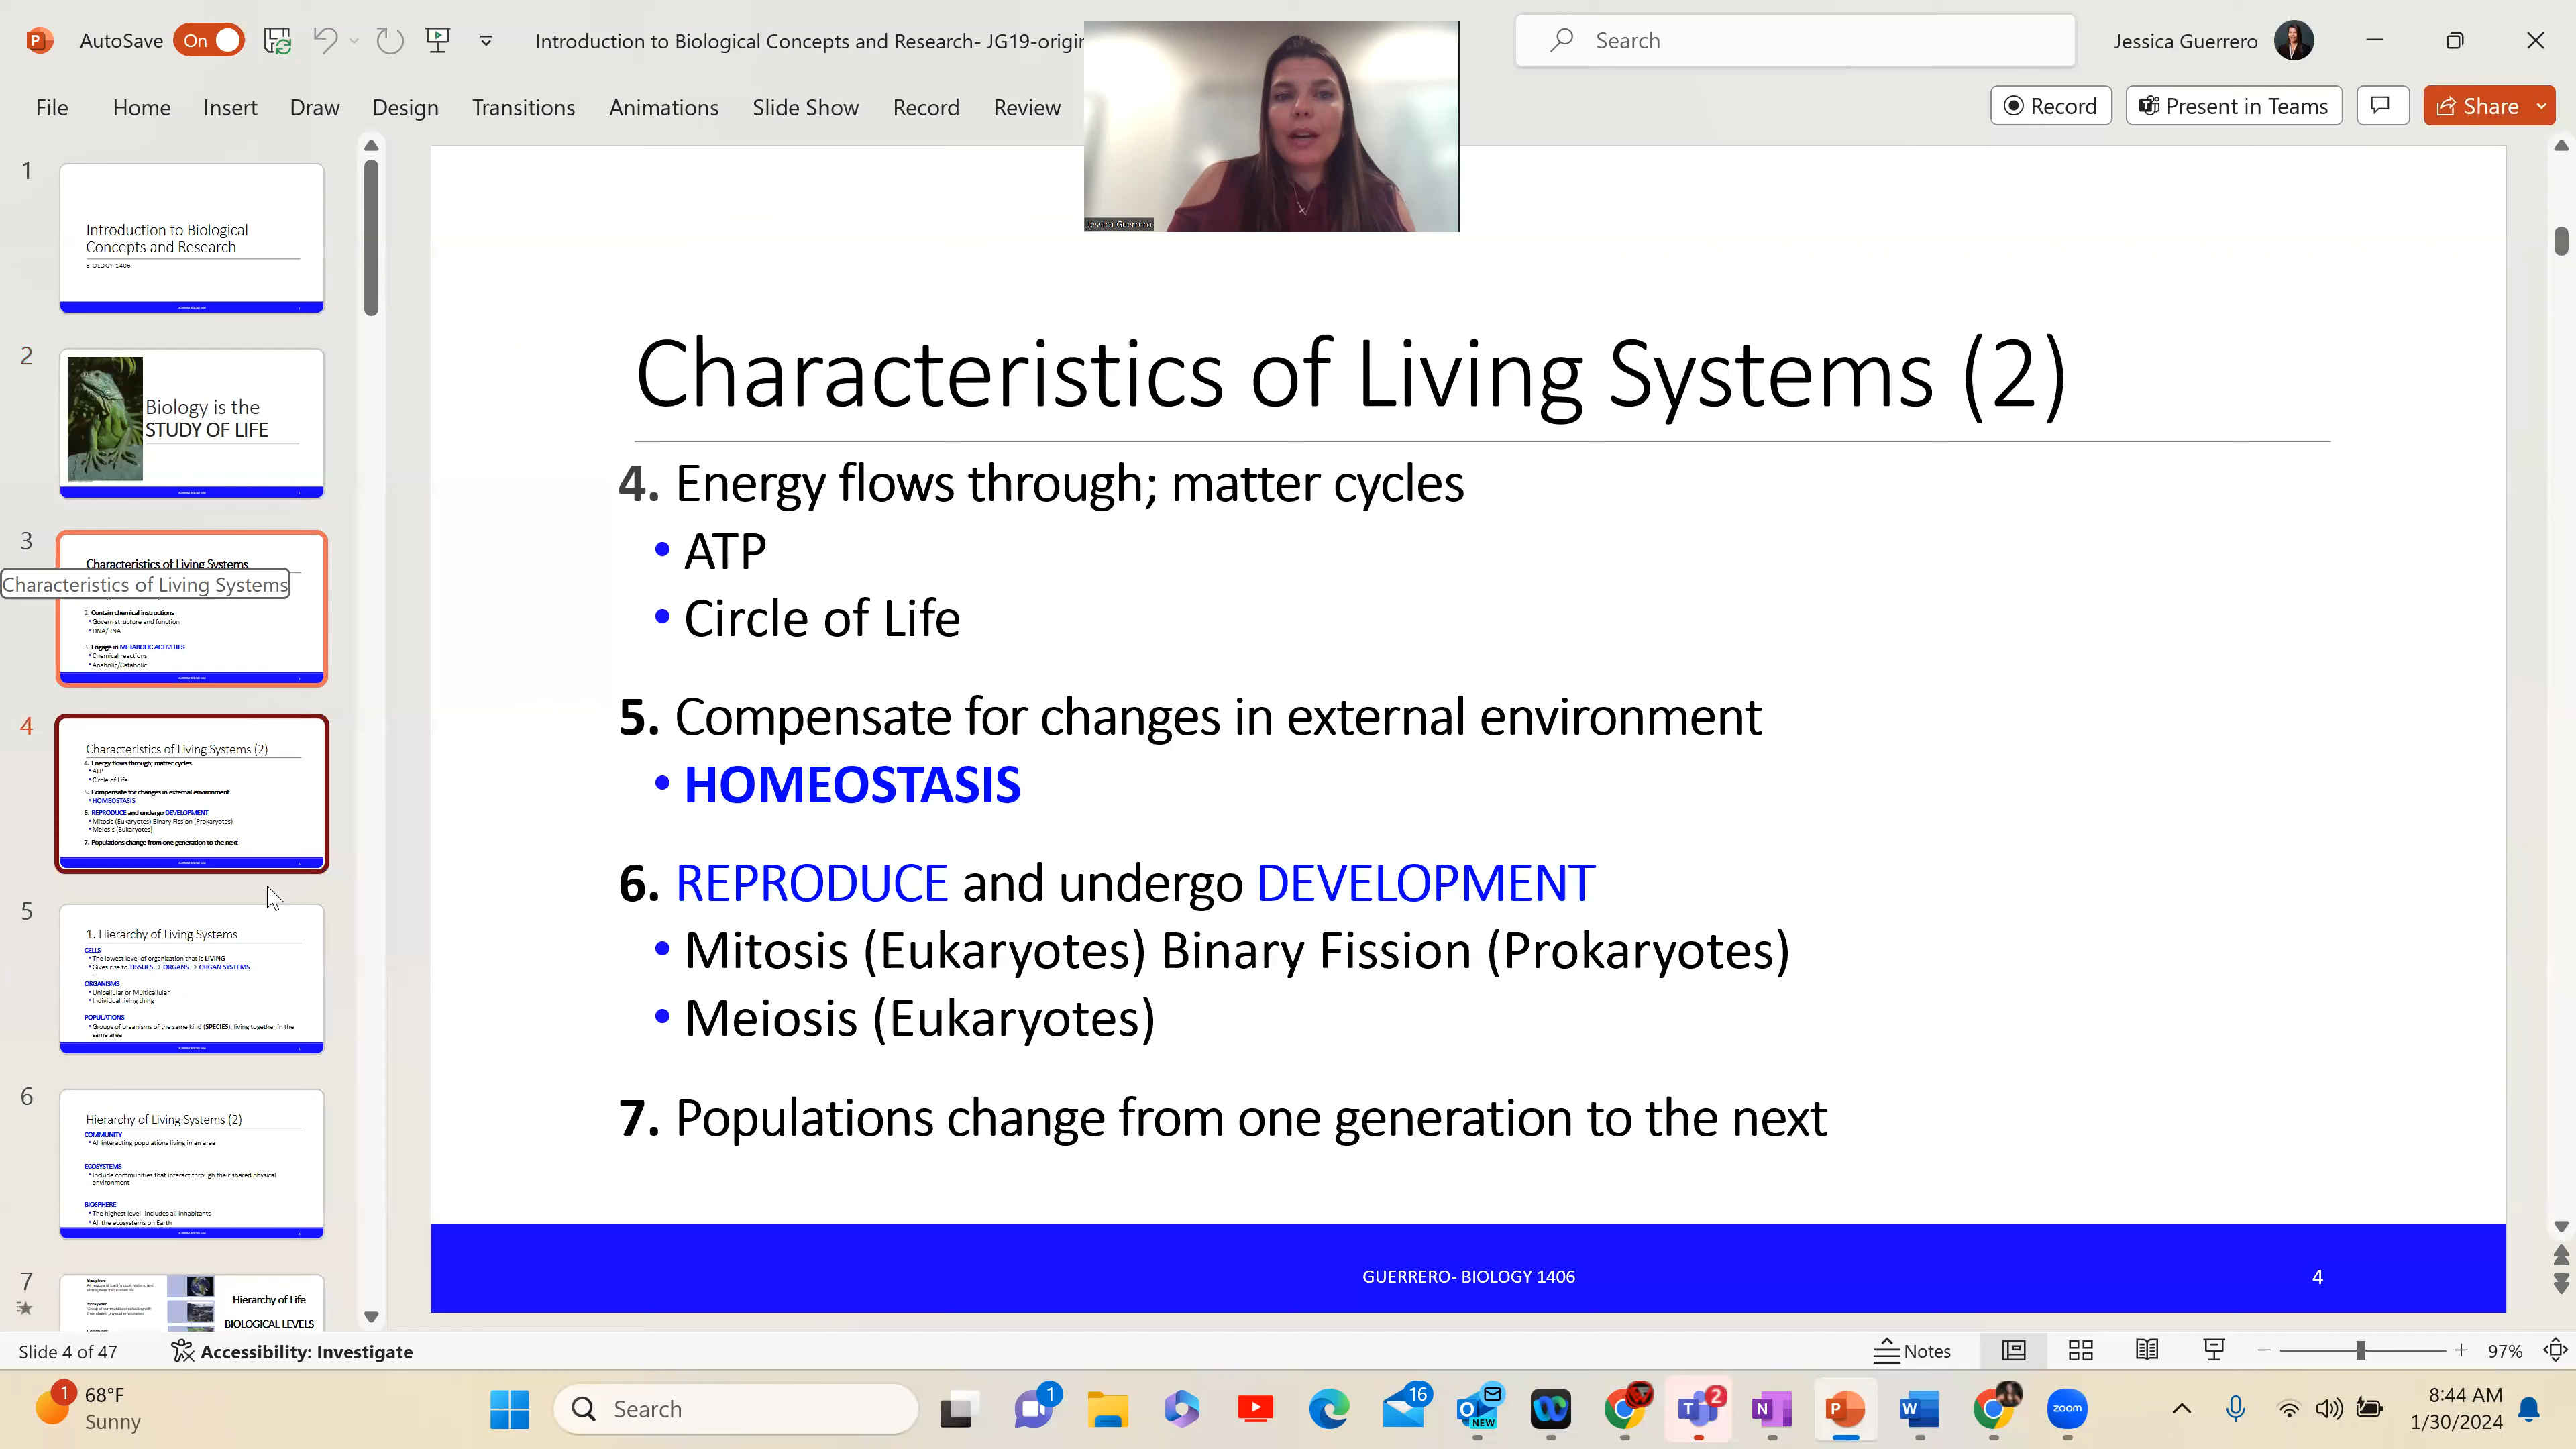 AutoSave On
Introduction to Biological Concepts and Research- JG19-origin
Search
Jessica Guerrero
File Home Insert Draw Design Transitions Animations Slide Show Record Review
Record Present in Teams Share
Jessica Guerrero
1
Introduction to Biological
Concepts and Research
BIOLOGY 1406
2
Biology is the
STUDY OF LIFE
3
Characteristics of Living Systems
Characteristics of Living Systems
2. Contain chemical instructions
• Govern structure and function
• DNA/RNA
3. Engage in METABOLIC ACTIVITIES
• Chemical reactions
• Anabolic/Catabolic
4
Characteristics of Living Systems (2)
4. Energy flows through; matter cycles
• ATP
• Circle of Life
5. Compensate for changes in external environment
• HOMEOSTASIS
6. REPRODUCE and undergo DEVELOPMENT
• Mitosis (Eukaryotes) Binary Fission (Prokaryotes)
• Meiosis (Eukaryotes)
7. Populations change from one generation to the next
5
1. Hierarchy of Living Systems
CELLS
• The lowest level of organization that is LIVING
• Gives rise to TISSUES → ORGANS → ORGAN SYSTEMS
ORGANISMS
• Unicellular or Multicellular
• Individual living thing
POPULATIONS
• Groups of organisms of the same kind (SPECIES), living together in the
same area
6
Hierarchy of Living Systems (2)
COMMUNITY
• All interacting populations living in an area
ECOSYSTEMS
• Include communities that interact through their shared physical
environment
BIOSPHERE
• The highest level- includes all inhabitants
• All the ecosystems on Earth
7
Biosphere
Ecosystem
Community
Hierarchy of Life
BIOLOGICAL LEVELS
Characteristics of Living Systems (2)
4. Energy flows through; matter cycles
• ATP
• Circle of Life
5. Compensate for changes in external environment
• HOMEOSTASIS
6. REPRODUCE and undergo DEVELOPMENT
• Mitosis (Eukaryotes) Binary Fission (Prokaryotes)
• Meiosis (Eukaryotes)
7. Populations change from one generation to the next
GUERRERO- BIOLOGY 1406 4
Slide 4 of 47 Accessibility: Investigate Notes 97%
1 68°F
Sunny
Search
1
16
NEW
2
zoom
8:44 AM
1/30/2024